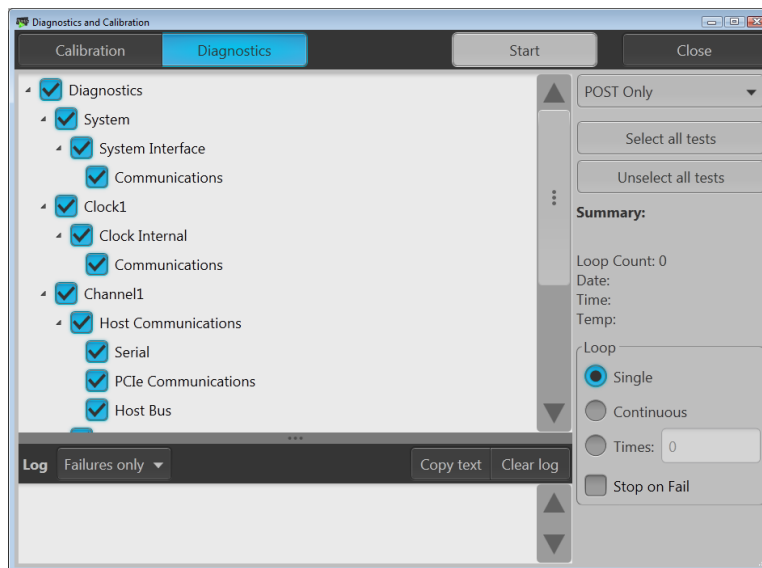 Diagnostics and Calibration
Calibration
Diagnostics
Start
Close
Diagnostics
System
System Interface
Communications
Clock1
Clock Internal
Communications
Channel1
Host Communications
Serial
PCIe Communications
Host Bus
POST Only
Select all tests
Unselect all tests
Summary:
Loop Count: 0
Date:
Time:
Temp:
Loop
Single
Continuous
Times: 0
Stop on Fail
Log
Failures only
Copy text
Clear log